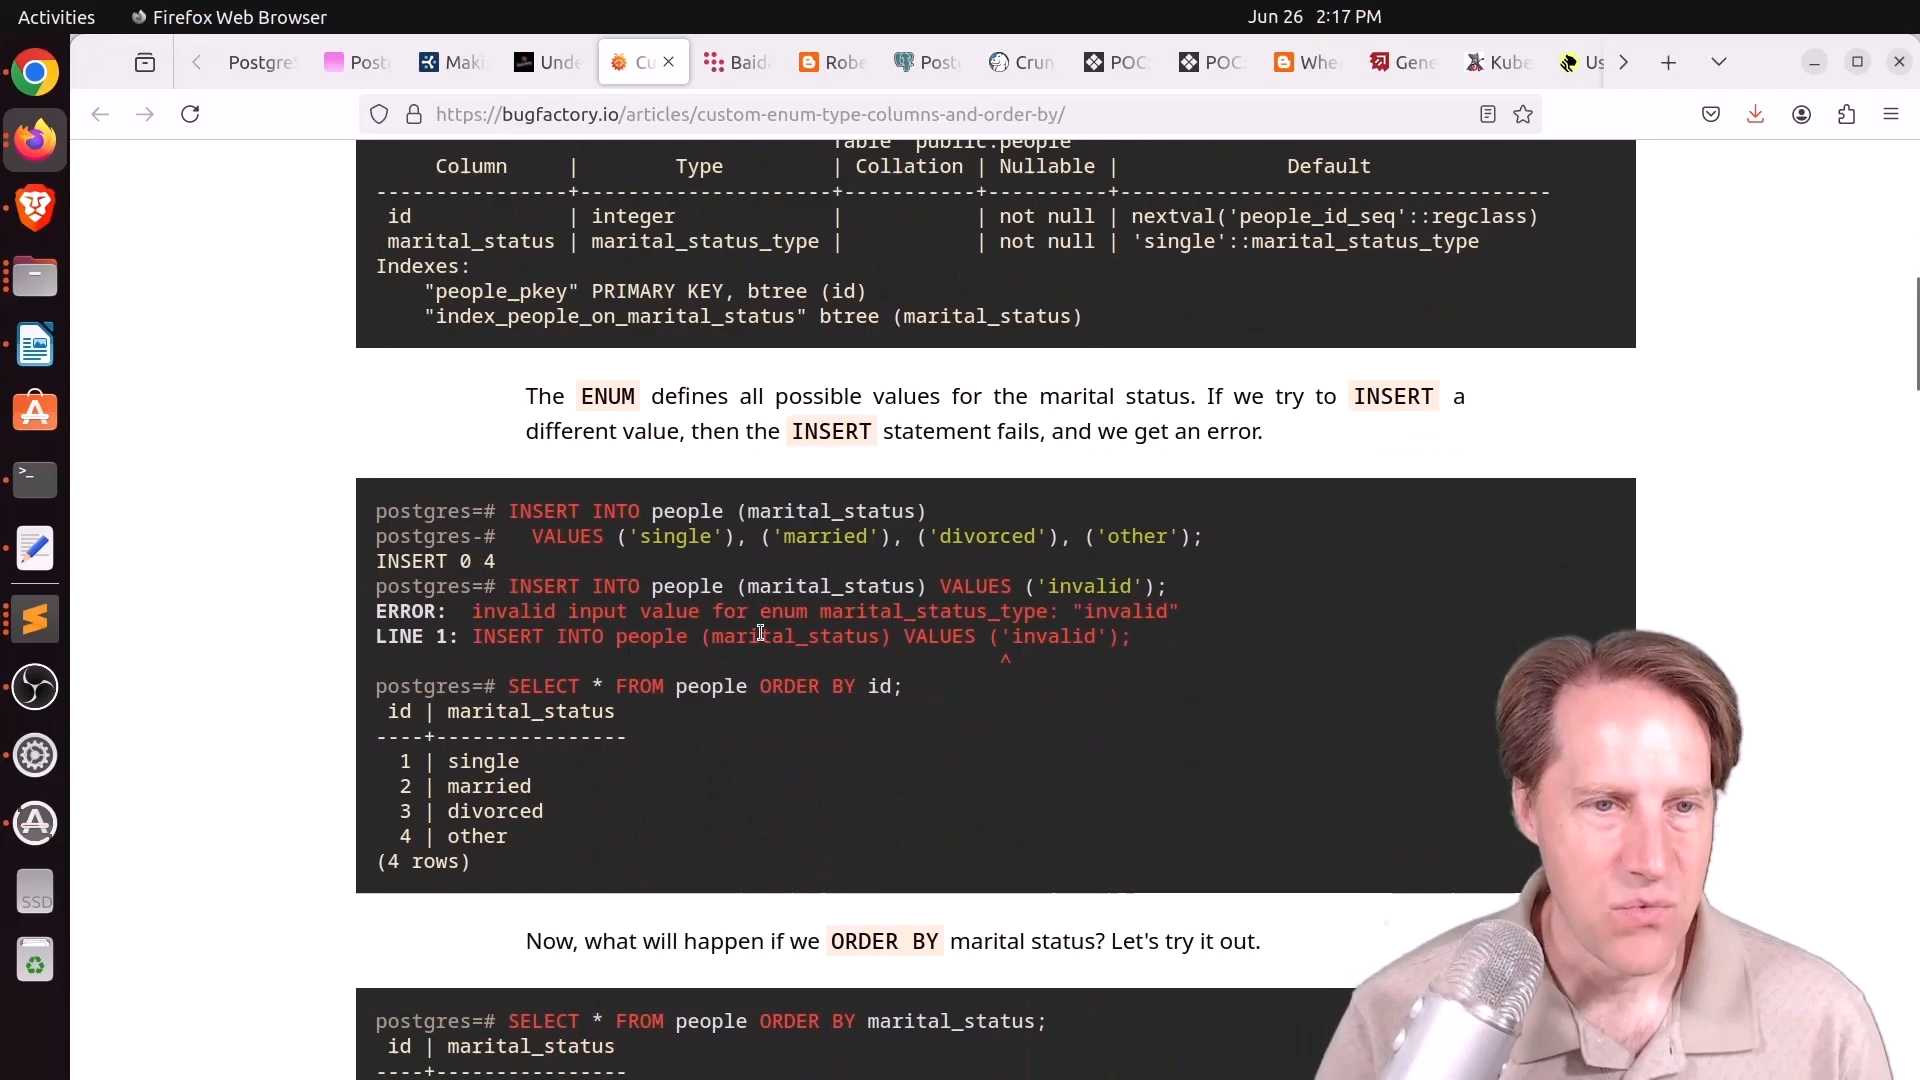 Activities Firefox Web Browser Jun 26 2:17 PM
Postgre Post Maki Unde Cu Baid Robe Post Crun POC POC Whe Gene Kube Us
https://bugfactory.io/articles/custom-enum-type-columns-and-order-by/
Table "public.people"
Column | Type | Collation | Nullable | Default
----------------+---------------------+-----------+----------+------------------------------------
id | integer | | not null | nextval('people_id_seq'::regclass)
marital_status | marital_status_type | | not null | 'single'::marital_status_type
Indexes:
"people_pkey" PRIMARY KEY, btree (id)
"index_people_on_marital_status" btree (marital_status)
The ENUM defines all possible values for the marital status. If we try to INSERT a
different value, then the INSERT statement fails, and we get an error.
postgres=# INSERT INTO people (marital_status)
postgres-# VALUES ('single'), ('married'), ('divorced'), ('other');
INSERT 0 4
postgres=# INSERT INTO people (marital_status) VALUES ('invalid');
ERROR: invalid input value for enum marital_status_type: "invalid"
LINE 1: INSERT INTO people (marital_status) VALUES ('invalid');
^
postgres=# SELECT * FROM people ORDER BY id;
id | marital_status
----+----------------
1 | single
2 | married
3 | divorced
4 | other
(4 rows)
Now, what will happen if we ORDER BY marital status? Let's try it out.
postgres=# SELECT * FROM people ORDER BY marital_status;
id | marital_status
----+----------------
SSD